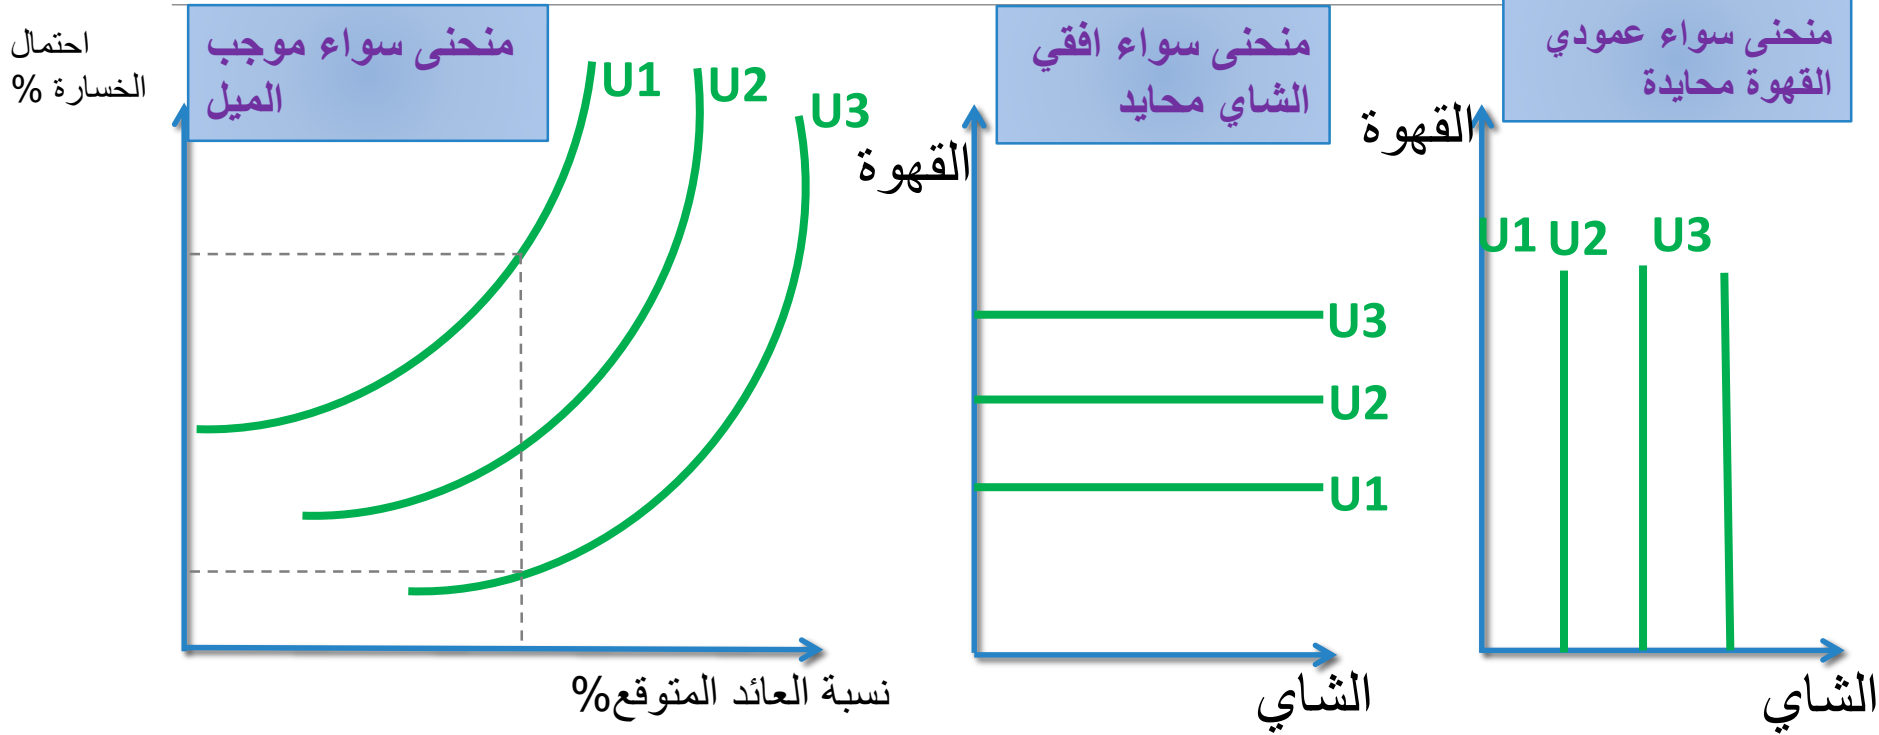 منحنى سواء عمودي
القهوة محايدة
القهوة
U1 U2 U3
الشاي
منحنى سواء افقي
الشاي محايد
القهوة
U3
U2
U1
الشاي
منحنى سواء موجب
الميل
احتمال
الخسارة %
U1
U2
U3
نسبة العائد المتوقع%